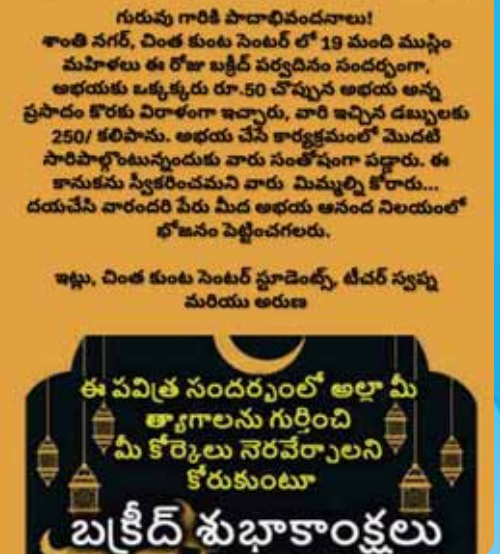 గురువు గారికి పాదాభివందనాలు!
శాంతి నగర్, చింత కుంట సెంటర్ లో 19 మంది ముస్లిం
మహిళలు ఈ రోజు బక్రీద్ పర్వదినం సందర్భంగా,
అభయకు ఒక్కక్కరు రూ.50 చొప్పున అభయ అన్న
ప్రసాదం కొరకు విరాళంగా ఇచ్చారు, వారి ఇచ్చిన డబ్బులకు
250/ కలిపాను. అభయ చేసే కార్యక్రమంలో మొదటి
సారిపాల్గొంటున్నందుకు వారు సంతోషంగా పడ్డారు. ఈ
కానుకను స్వీకరించమని వారు మిమ్మల్ని కోరారు...
దయచేసి వారందరి పేరు మీద అభయ ఆనంద నిలయంలో
భోజనం పెట్టించగలరు.
ఇట్లు, చింత కుంట సెంటర్ స్టూడెంట్స్, టీచర్ స్వప్న
మరియు అరుణ
ఈ పవిత్ర సందర్భంలో అల్లా మీ
త్యాగాలను గుర్తించి
మీ కోర్కెలు నెరవేర్చాలని
కోరుకుంటూ
బక్రీద్ శుభాకాంక్షలు